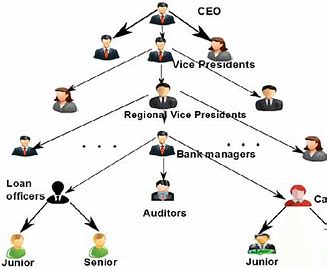 CEO
Vice Presidents
Regional Vice Presidents
. . .
. . .
Bank managers
Loan
officers
Auditors
Ca
Junior
Senior
Junior